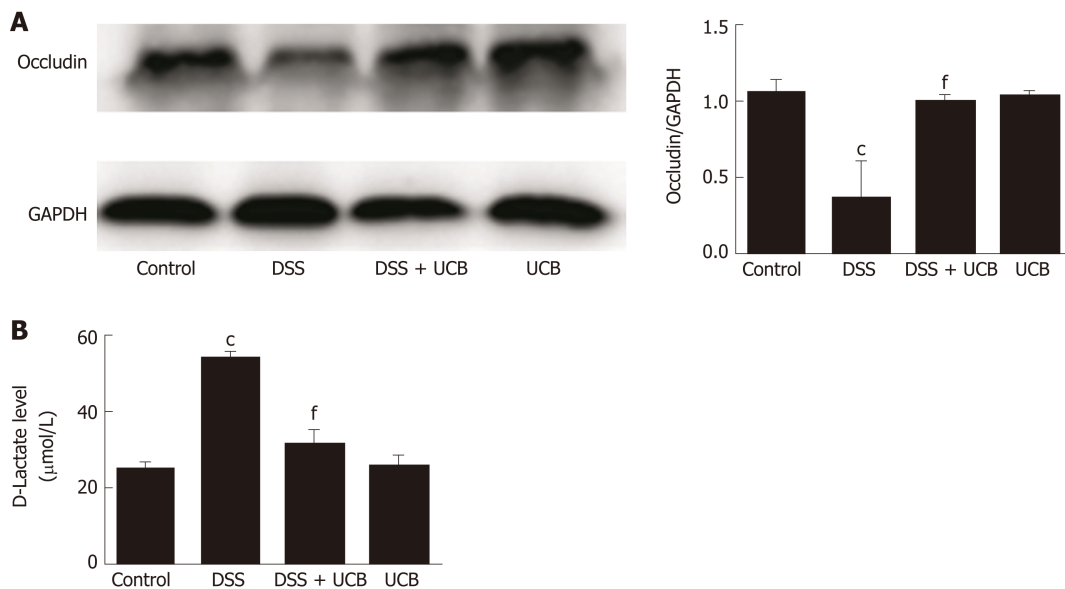 A
Occludin
GAPDH
Control DSS DSS + UCB UCB
Occludin/GAPDH
1.5
1.0
0.5
0.0
c
f
Control DSS DSS + UCB UCB
B
D-Lactate level
(μmol/L)
60
40
20
0
c
f
Control DSS DSS + UCB UCB